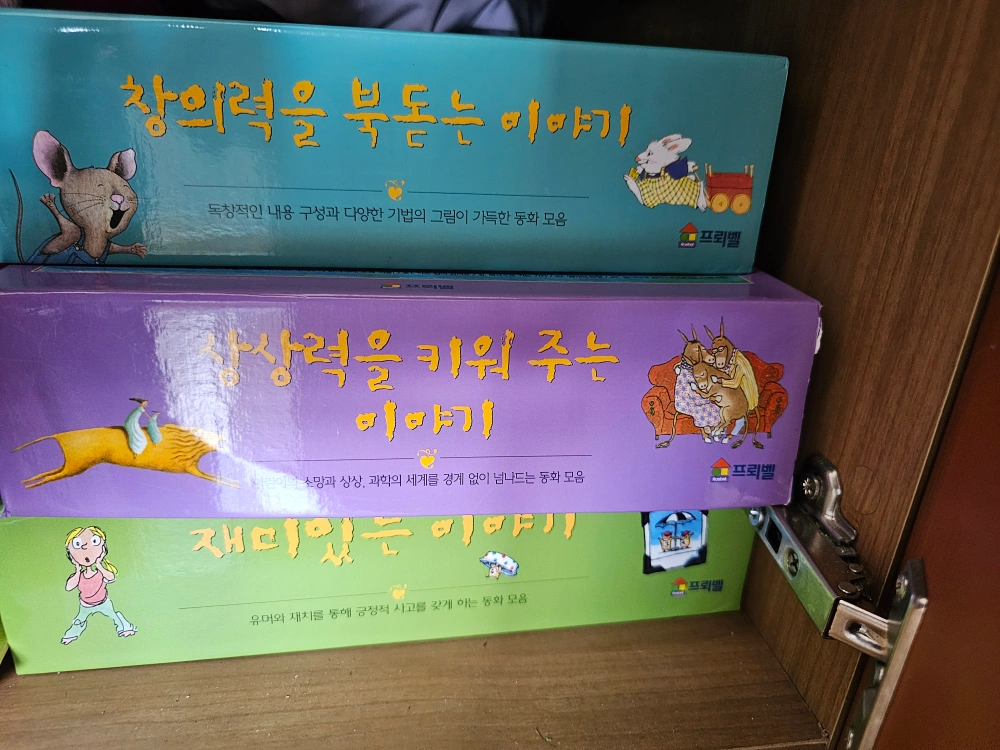 창의력을 북돋는 이야기
독창적인 내용 구성과 다양한 기법의 그림이 가득한 동화 모음
프뢰벨
프뢰벨
상상력을 키워 주는
이야기
소망과 상상, 과학의 세계를 경계 없이 넘나드는 동화 모음
프뢰벨
재미있는 이야기
유머와 재치를 통해 긍정적 사고를 갖게 하는 동화 모음
프뢰벨